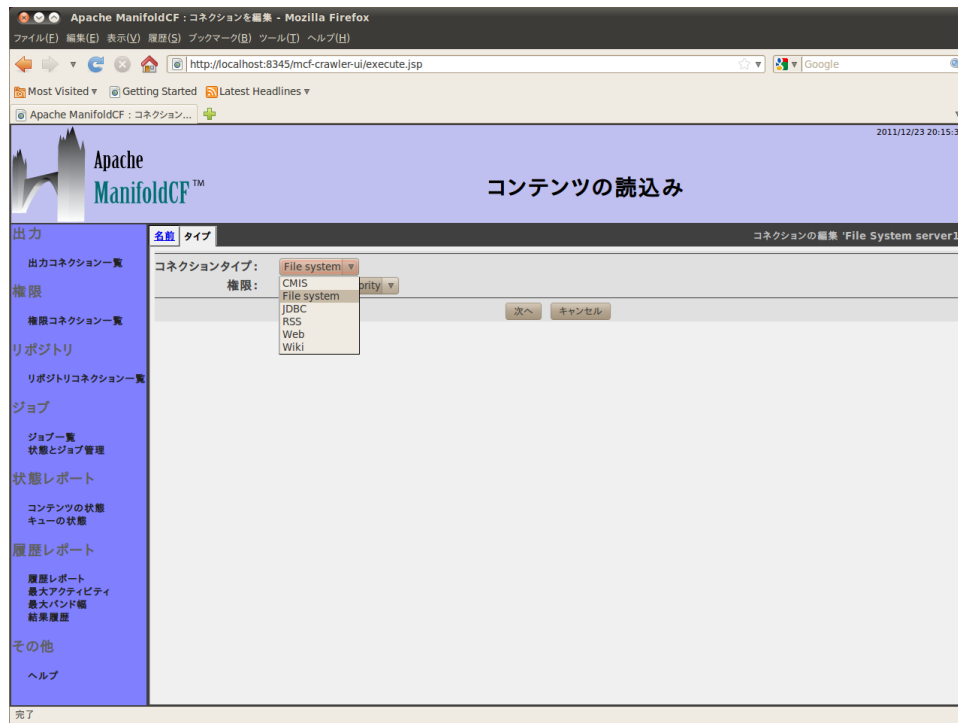 Apache ManifoldCF : コネクションを編集 - Mozilla Firefox
ファイル(F) 編集(E) 表示(V) 履歴(S) ブックマーク(B) ツール(T) ヘルプ(H)
http://localhost:8345/mcf-crawler-ui/execute.jsp
Google
Most Visited Getting Started Latest Headlines
Apache ManifoldCF : コネクション...
2011/12/23 20:15:3
Apache
ManifoldCF™
コンテンツの読込み
出力
出力コネクション一覧
権限
権限コネクション一覧
リポジトリ
リポジトリコネクション一覧
ジョブ
ジョブ一覧
状態とジョブ管理
状態レポート
コンテンツの状態
キューの状態
履歴レポート
履歴レポート
最大アクティビティ
最大バンド幅
結果履歴
その他
ヘルプ
名前 タイプ
コネクションの編集 'File System server1
コネクションタイプ: File system
権限: ority
CMIS
File system
JDBC
RSS
Web
Wiki
次へ キャンセル
完了